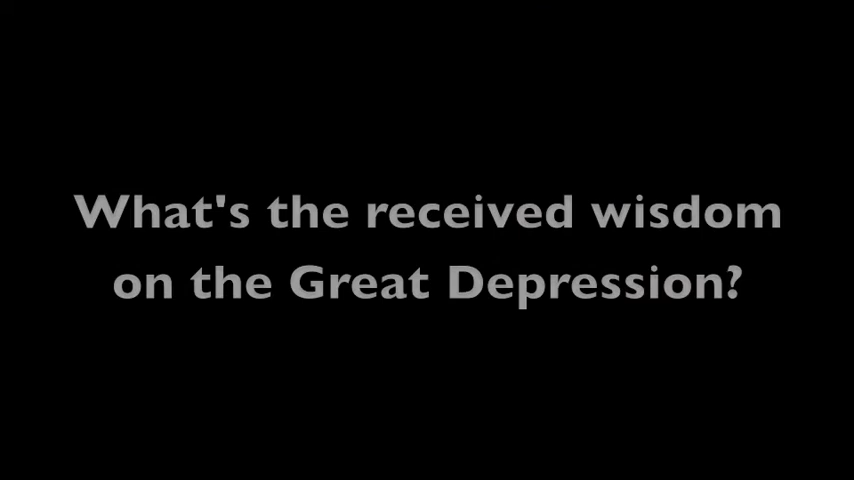 What's the received wisdom
on the Great Depression?